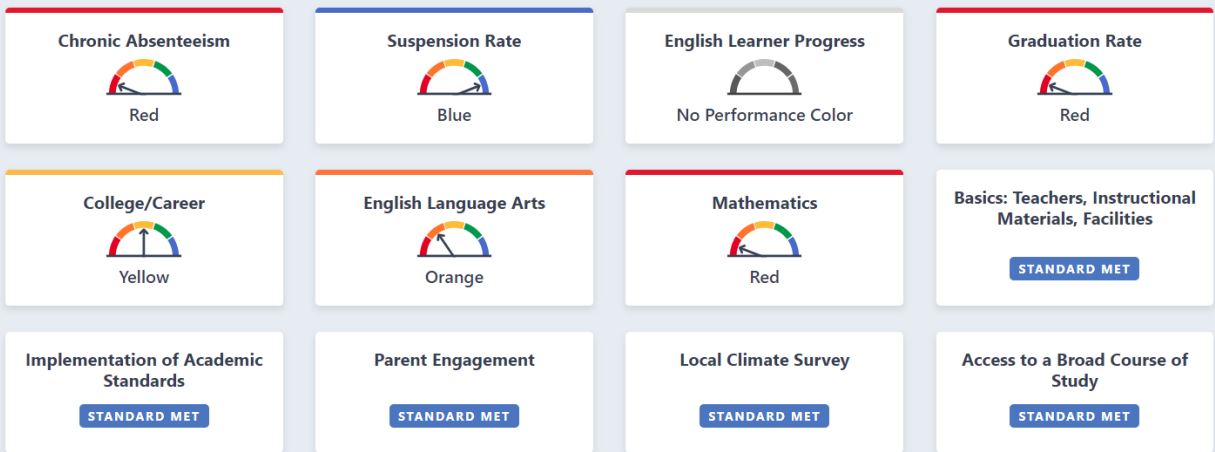 Chronic Absenteeism
Red
Suspension Rate
Blue
English Learner Progress
No Performance Color
Graduation Rate
Red
College/Career
Yellow
English Language Arts
Orange
Mathematics
Red
Basics: Teachers, Instructional
Materials, Facilities
STANDARD MET
Implementation of Academic
Standards
STANDARD MET
Parent Engagement
STANDARD MET
Local Climate Survey
STANDARD MET
Access to a Broad Course of
Study
STANDARD MET